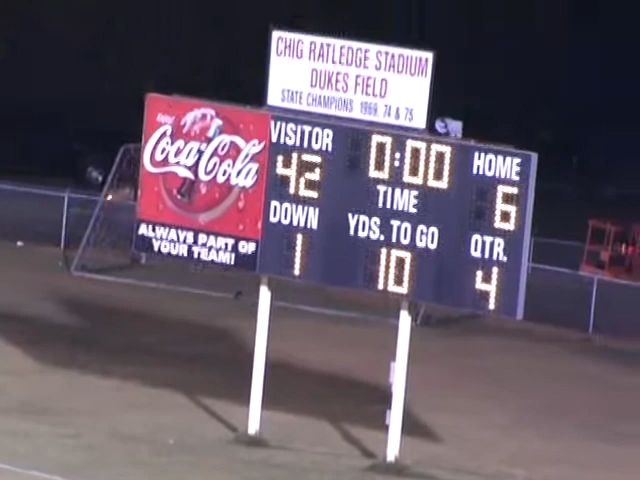 CHIG RATLEDGE STADIUM
DUKES FIELD
STATE CHAMPIONS 1969, 74 & 75
Coca-Cola
ALWAYS PART OF
YOUR TEAM!
VISITOR
42
0:00
TIME
HOME
6
DOWN
1
YDS. TO GO
10
QTR.
4